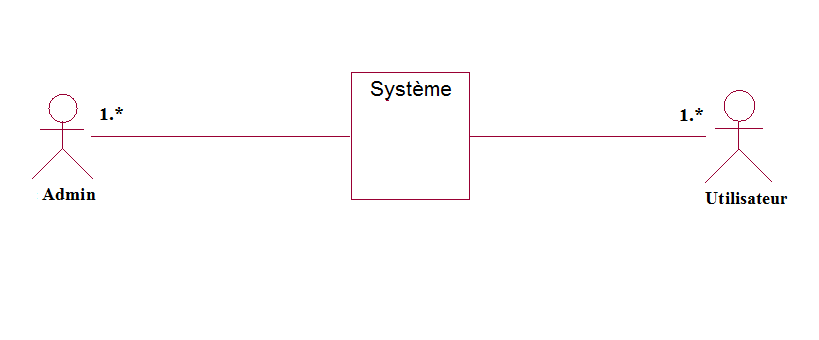 Système
1.*
1.*
Admin
Utilisateur